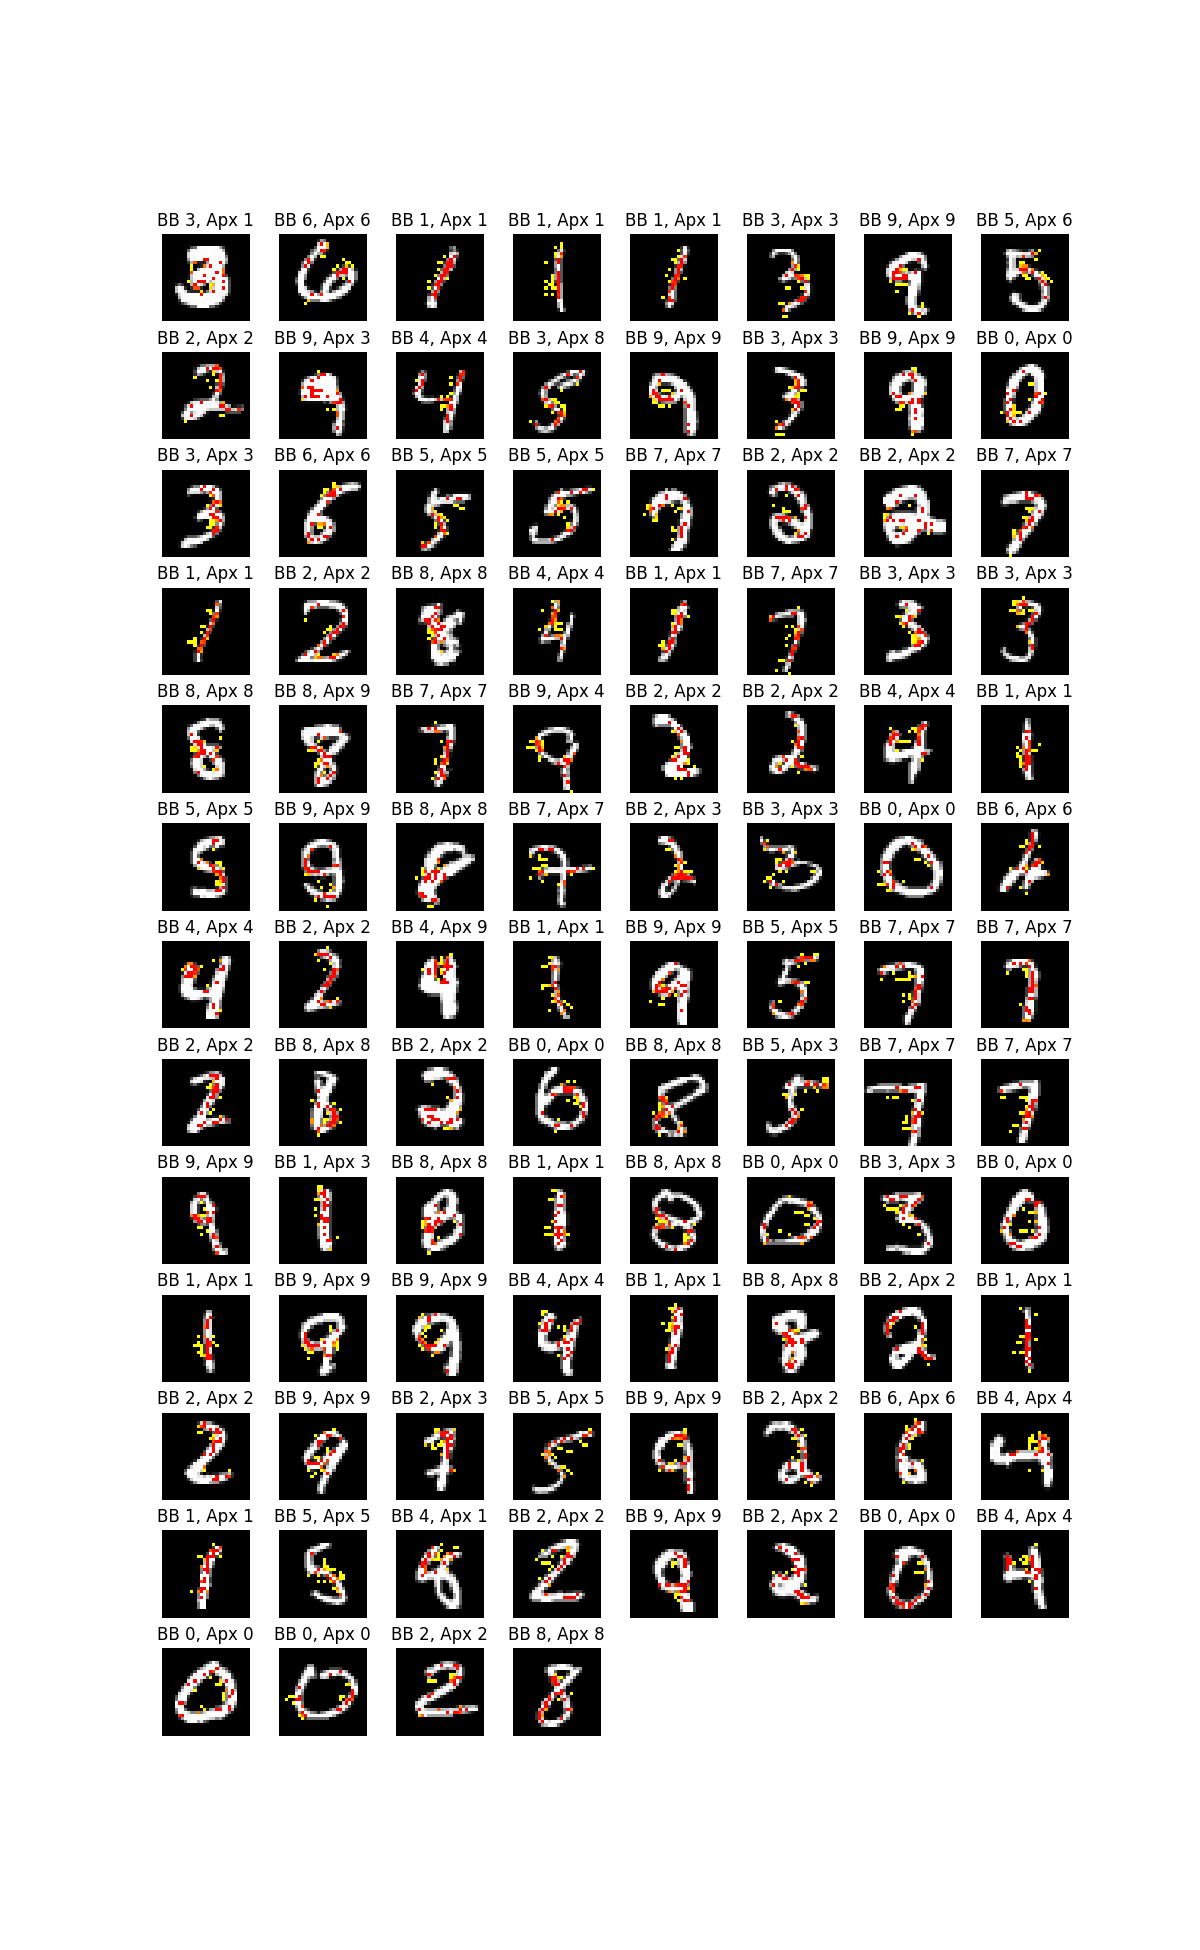 BB 3, Apx 1 BB 6, Apx 6 BB 1, Apx 1 BB 1, Apx 1 BB 1, Apx 1 BB 3, Apx 3 BB 9, Apx 9 BB 5, Apx 6
BB 2, Apx 2 BB 9, Apx 3 BB 4, Apx 4 BB 3, Apx 8 BB 9, Apx 9 BB 3, Apx 3 BB 9, Apx 9 BB 0, Apx 0
BB 3, Apx 3 BB 6, Apx 6 BB 5, Apx 5 BB 5, Apx 5 BB 7, Apx 7 BB 2, Apx 2 BB 2, Apx 2 BB 7, Apx 7
BB 1, Apx 1 BB 2, Apx 2 BB 8, Apx 8 BB 4, Apx 4 BB 1, Apx 1 BB 7, Apx 7 BB 3, Apx 3 BB 3, Apx 3
BB 8, Apx 8 BB 8, Apx 9 BB 7, Apx 7 BB 9, Apx 4 BB 2, Apx 2 BB 2, Apx 2 BB 4, Apx 4 BB 1, Apx 1
BB 5, Apx 5 BB 9, Apx 9 BB 8, Apx 8 BB 7, Apx 7 BB 2, Apx 3 BB 3, Apx 3 BB 0, Apx 0 BB 6, Apx 6
BB 4, Apx 4 BB 2, Apx 2 BB 4, Apx 9 BB 1, Apx 1 BB 9, Apx 9 BB 5, Apx 5 BB 7, Apx 7 BB 7, Apx 7
BB 2, Apx 2 BB 8, Apx 8 BB 2, Apx 2 BB 0, Apx 0 BB 8, Apx 8 BB 5, Apx 3 BB 7, Apx 7 BB 7, Apx 7
BB 9, Apx 9 BB 1, Apx 3 BB 8, Apx 8 BB 1, Apx 1 BB 8, Apx 8 BB 0, Apx 0 BB 3, Apx 3 BB 0, Apx 0
BB 1, Apx 1 BB 9, Apx 9 BB 9, Apx 9 BB 4, Apx 4 BB 1, Apx 1 BB 8, Apx 8 BB 2, Apx 2 BB 1, Apx 1
BB 2, Apx 2 BB 9, Apx 9 BB 2, Apx 3 BB 5, Apx 5 BB 9, Apx 9 BB 2, Apx 2 BB 6, Apx 6 BB 4, Apx 4
BB 1, Apx 1 BB 5, Apx 5 BB 4, Apx 1 BB 2, Apx 2 BB 9, Apx 9 BB 2, Apx 2 BB 0, Apx 0 BB 4, Apx 4
BB 0, Apx 0 BB 0, Apx 0 BB 2, Apx 2 BB 8, Apx 8